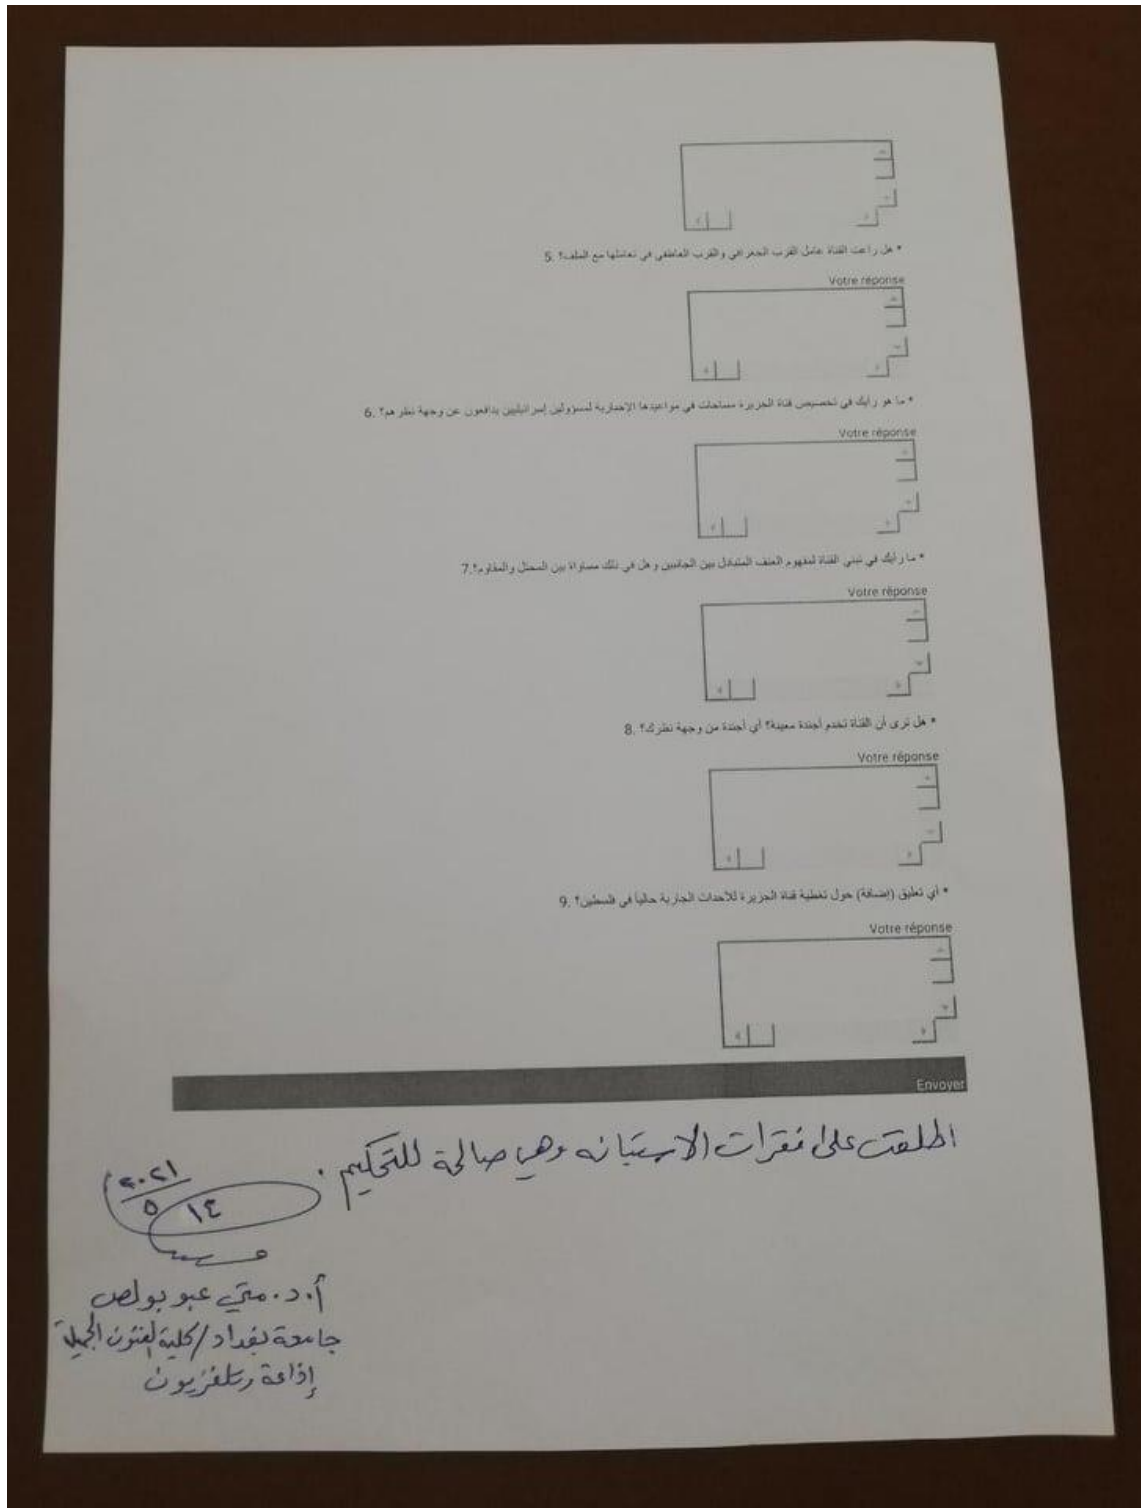 * هل راعت القناة عامل القرب الجغرافي والقرب العاطفي في تعاملها مع الملف؟ .5
Votre réponse
* ما هو رأيك في تخصيص قناة الجزيرة مساحات في مواعيدها الإخبارية لمسؤولين إسرائيليين يدافعون عن وجهة نظرهم؟ .6
Votre réponse
* ما رأيك في تبني القناة لمفهوم العنف المتبادل بين الجانبين وهل في ذلك مساواة بين المحتل والمقاوم؟.7
Votre réponse
* هل ترى أن القناة تخدم أجندة معينة؟ أي أجندة من وجهة نظرك؟ .8
Votre réponse
* أي تعليق (إضافة) حول تغطية قناة الجزيرة للأحداث الجارية حالياً في فلسطين؟ .9
Votre réponse
Envoyer
اطلعت على فقرات الاستبانة وهي صالحة للتحكيم .
٢٠٢١
٥
١٤
أ.د. متي عبو بولص
جامعة بغداد / كلية الفنون الجميلة
إذاعة وتلفزيون